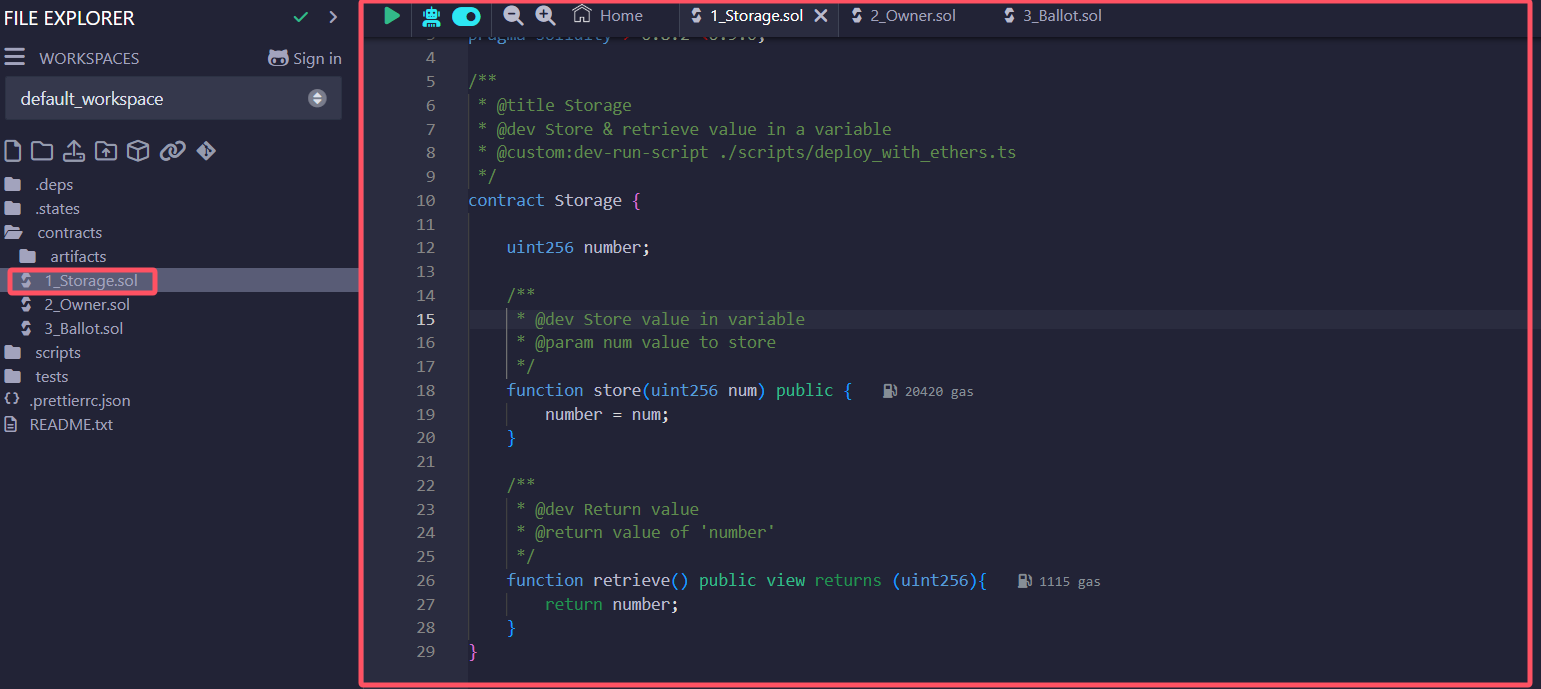 FILE EXPLORER
WORKSPACES
Sign in
default_workspace
.deps
.states
contracts
artifacts
1_Storage.sol
2_Owner.sol
3_Ballot.sol
scripts
tests
.prettierrc.json
README.txt
Home
1_Storage.sol
2_Owner.sol
3_Ballot.sol
4
5 /**
6 * @title Storage
7 * @dev Store & retrieve value in a variable
8 * @custom:dev-run-script ./scripts/deploy_with_ethers.ts
9 */
10 contract Storage {
11
12 uint256 number;
13
14 /**
15 * @dev Store value in variable
16 * @param num value to store
17 */
18 function store(uint256 num) public { 20420 gas
19 number = num;
20 }
21
22 /**
23 * @dev Return value
24 * @return value of 'number'
25 */
26 function retrieve() public view returns (uint256){ 1115 gas
27 return number;
28 }
29 }